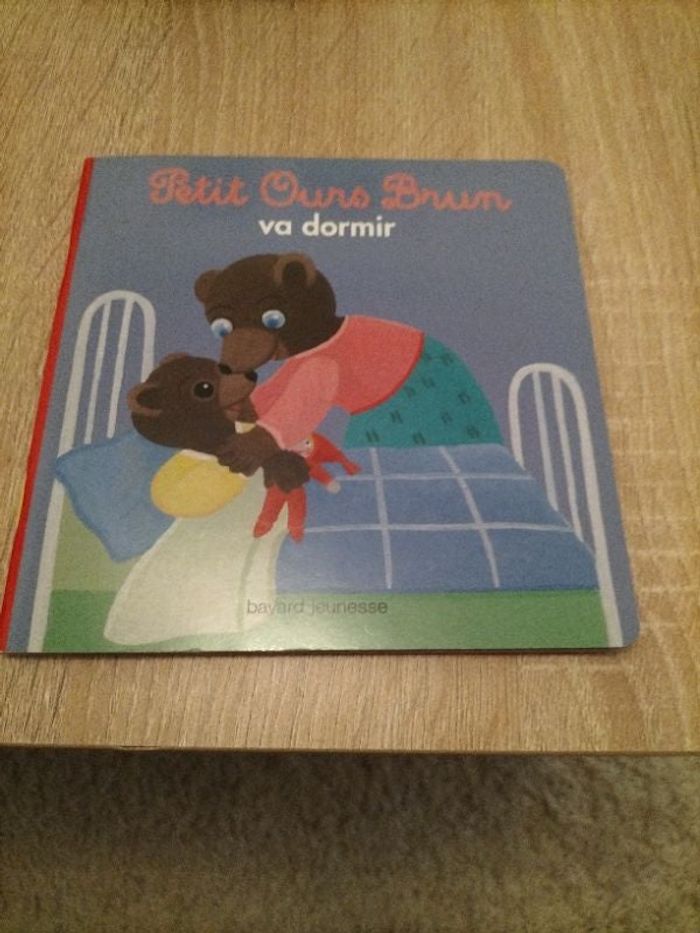 Petit Ours Brun
va dormir
bayard jeunesse